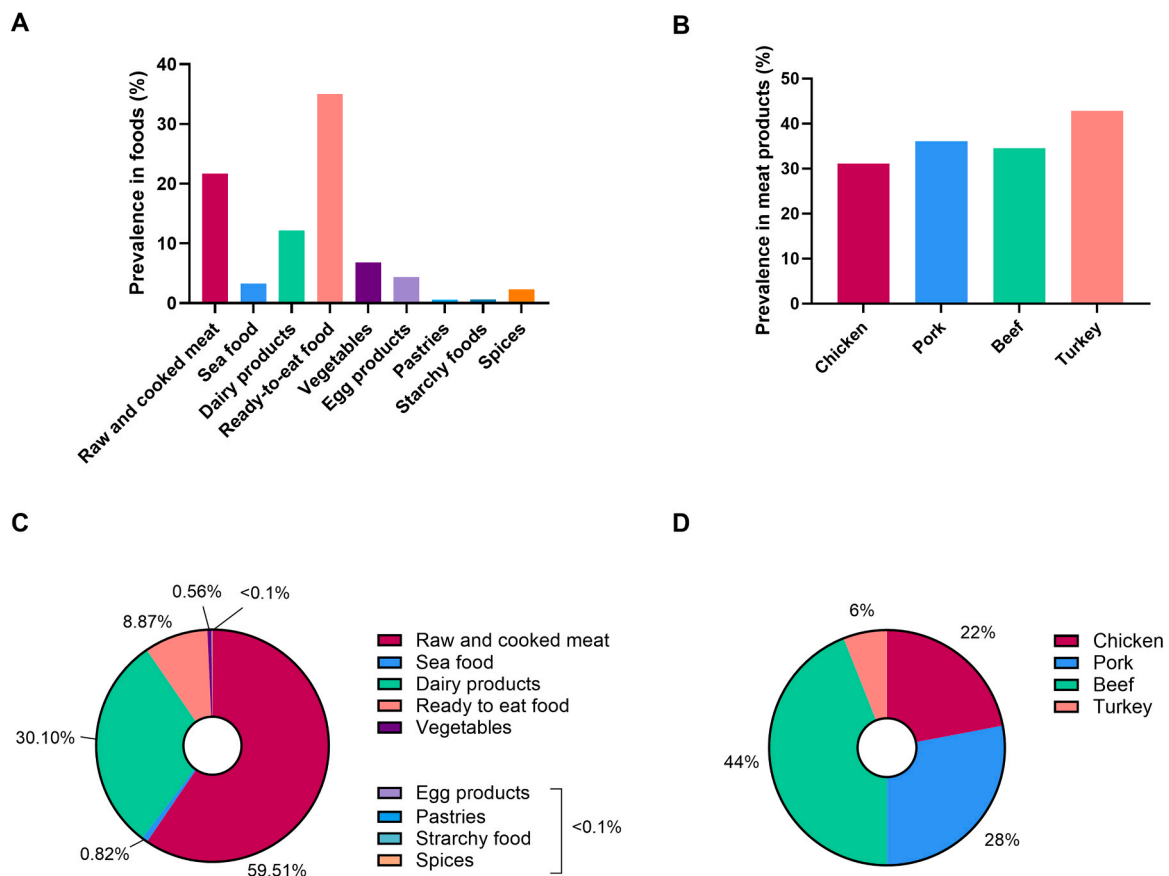 A
Prevalence in foods (%)
40
30
20
10
0
Raw and cooked meat
Sea food
Dairy products
Ready-to-eat food
Vegetables
Egg products
Pastries
Starchy foods
Spices
B
Prevalence in meat products (%)
50
40
30
20
10
0
Chicken
Pork
Beef
Turkey
C
0.56%
<0.1%
8.87%
30.10%
0.82%
59.51%
Raw and cooked meat
Sea food
Dairy products
Ready to eat food
Vegetables
Egg products
Pastries
Strarchy food
Spices
<0.1%
D
6%
22%
44%
28%
Chicken
Pork
Beef
Turkey